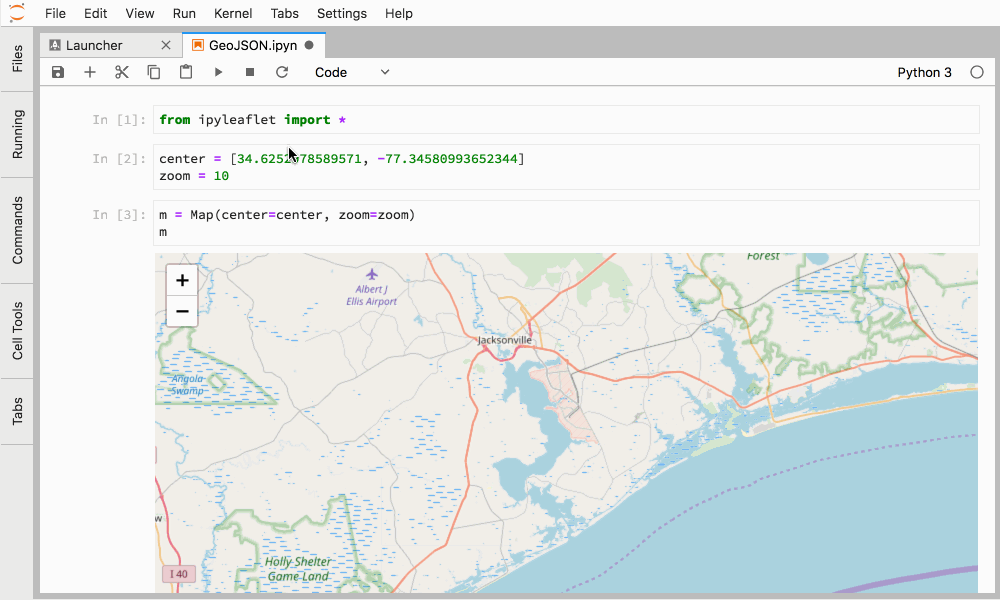 File Edit View Run Kernel Tabs Settings Help
Files
Running
Commands
Cell Tools
Tabs
Launcher
GeoJSON.ipyn
Code
Python 3
In [1]:
from ipyleaflet import *
In [2]:
center = [34.6252 78589571, -77.34580993652344]
zoom = 10
In [3]:
m = Map(center=center, zoom=zoom)
m
+
−
Forest
Albert J
Ellis Airport
Jacksonville
Angola
Swamp
w
Holly Shelter
Game Land
I 40